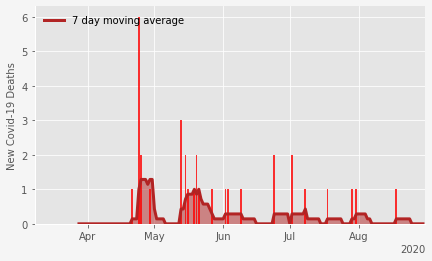 7 day moving average
New Covid-19 Deaths
6
5
4
3
2
1
0
Apr
May
Jun
Jul
Aug
2020